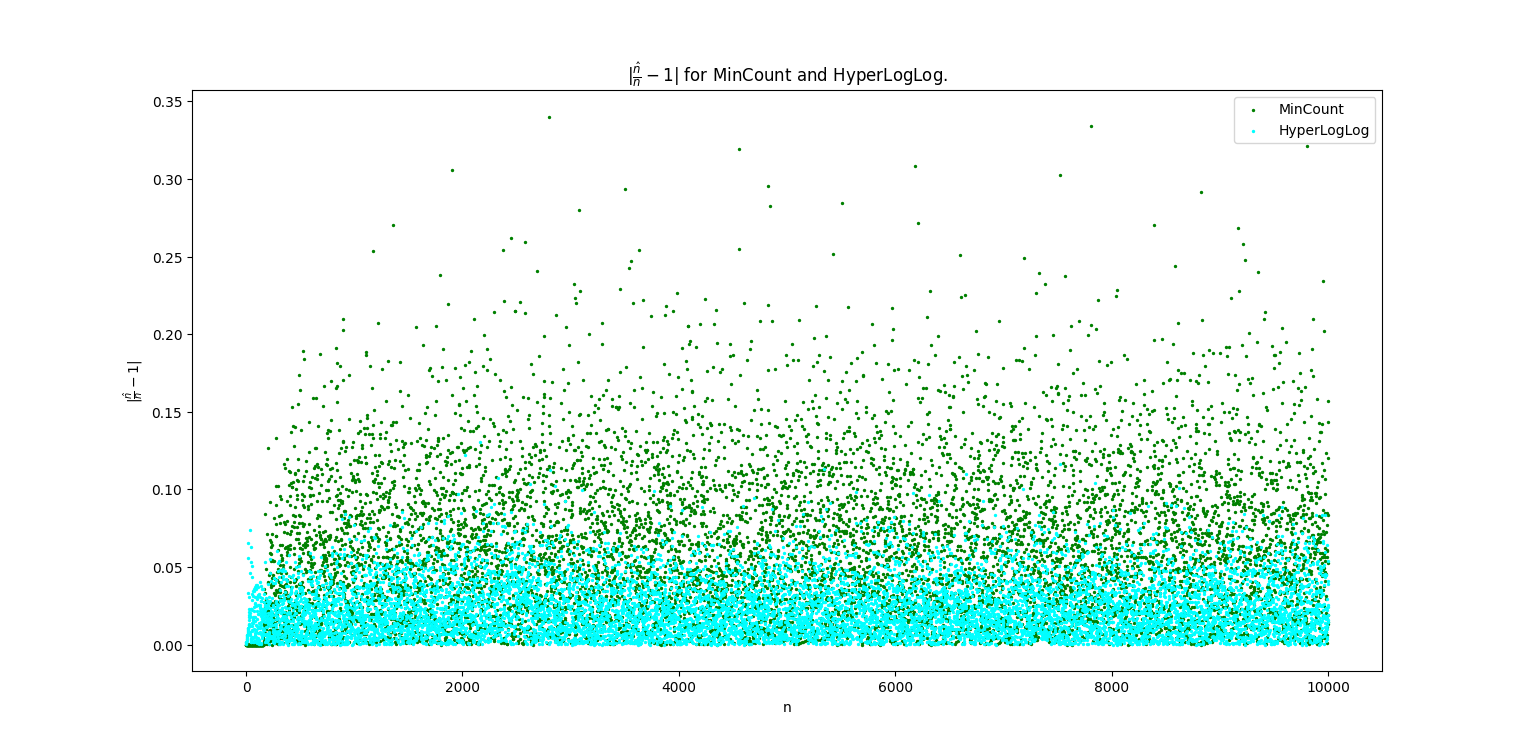 |n̂/n − 1| for MinCount and HyperLogLog.
MinCount
HyperLogLog
0.35
0.30
0.25
0.20
0.15
0.10
0.05
0.00
|n̂/n − 1|
0 2000 4000 6000 8000 10000
n